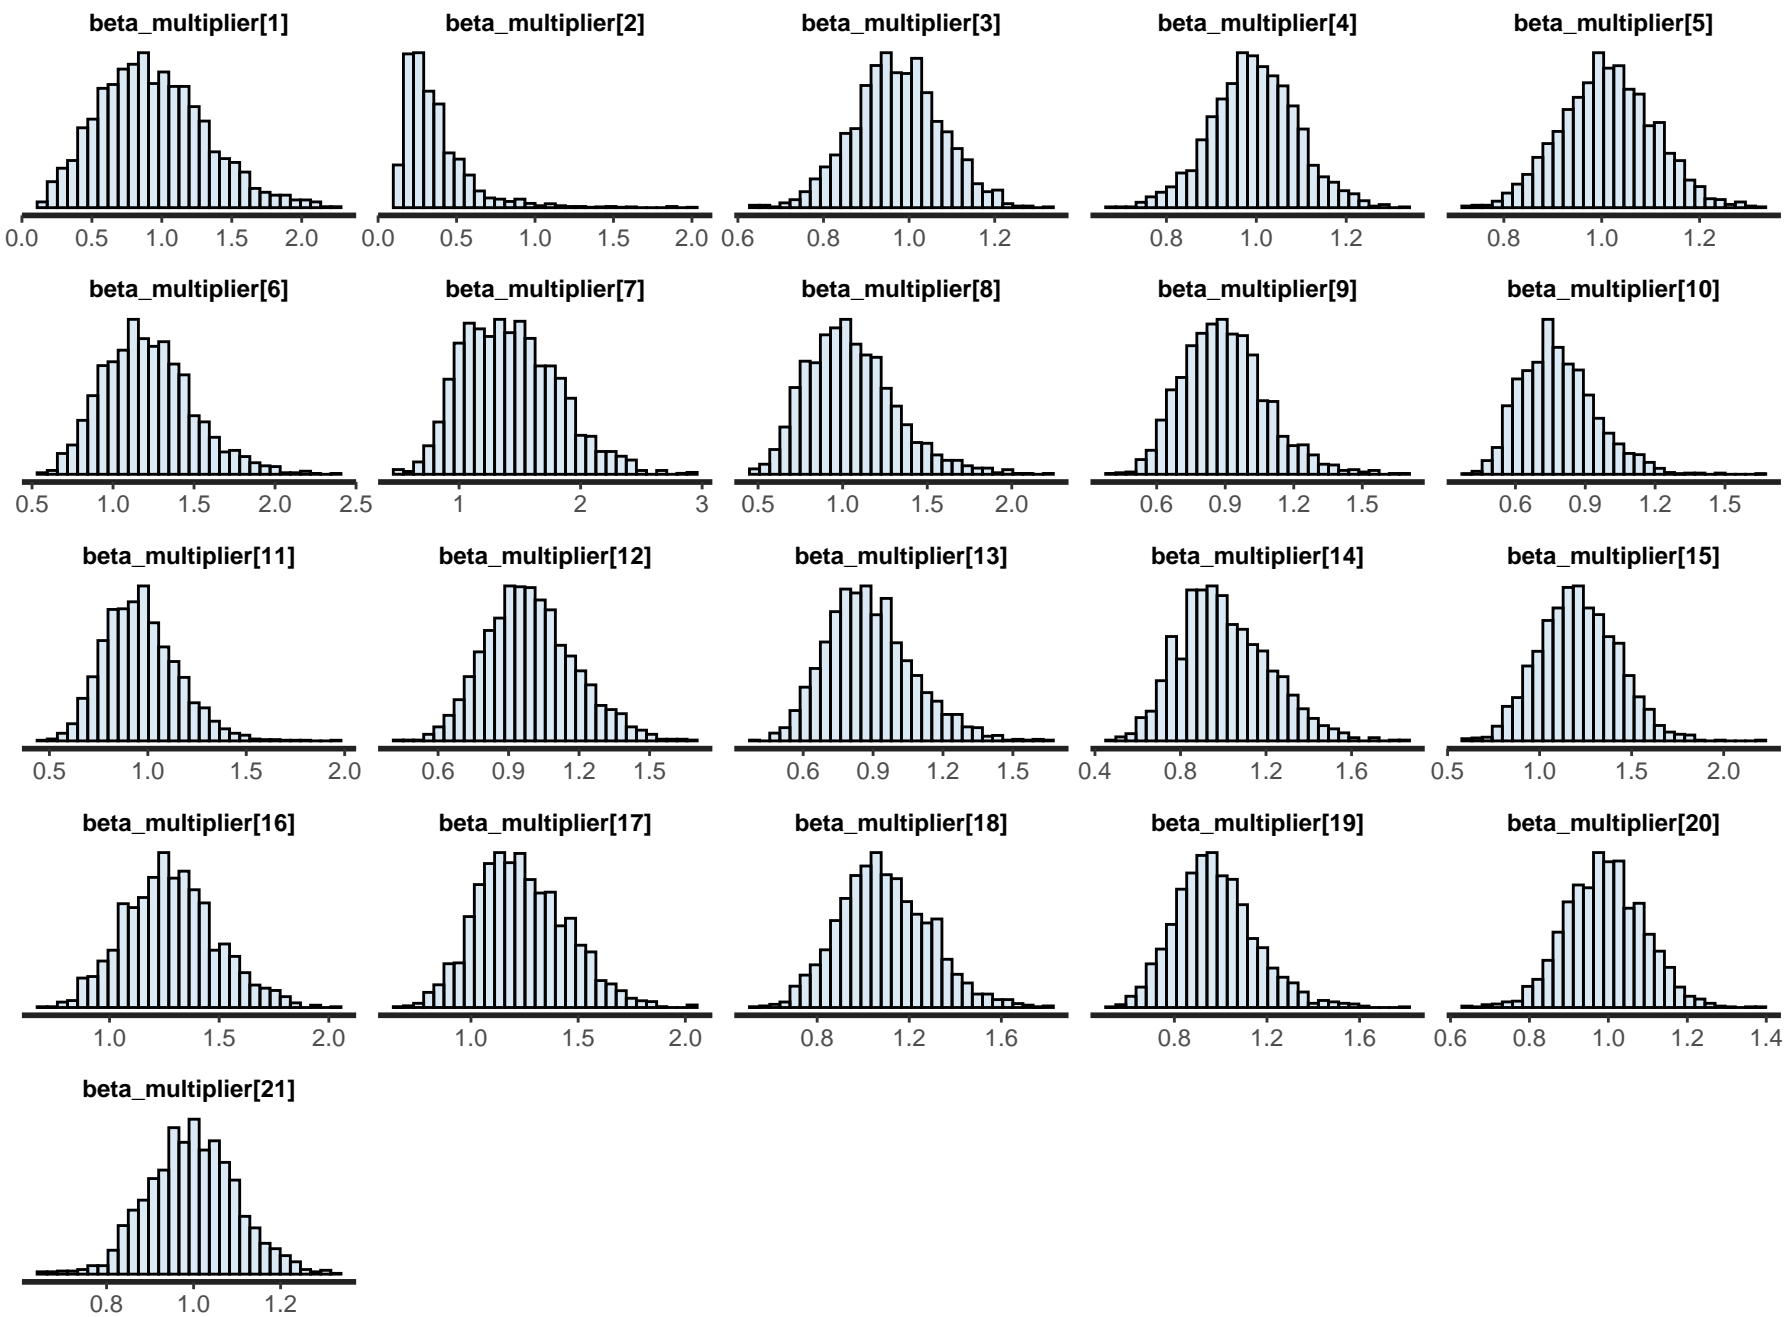 beta_multiplier[1] beta_multiplier[2] beta_multiplier[3] beta_multiplier[4] beta_multiplier[5]
0.0 0.5 1.0 1.5 2.0 0.0 0.5 1.0 1.5 2.0 0.6 0.8 1.0 1.2 0.8 1.0 1.2 0.8 1.0 1.2
beta_multiplier[6] beta_multiplier[7] beta_multiplier[8] beta_multiplier[9] beta_multiplier[10]
0.5 1.0 1.5 2.0 2.5 1 2 3 0.5 1.0 1.5 2.0 0.6 0.9 1.2 1.5 0.6 0.9 1.2 1.5
beta_multiplier[11] beta_multiplier[12] beta_multiplier[13] beta_multiplier[14] beta_multiplier[15]
0.5 1.0 1.5 2.0 0.6 0.9 1.2 1.5 0.6 0.9 1.2 1.5 0.4 0.8 1.2 1.6 0.5 1.0 1.5 2.0
beta_multiplier[16] beta_multiplier[17] beta_multiplier[18] beta_multiplier[19] beta_multiplier[20]
1.0 1.5 2.0 1.0 1.5 2.0 0.8 1.2 1.6 0.8 1.2 1.6 0.6 0.8 1.0 1.2 1.4
beta_multiplier[21]
0.8 1.0 1.2